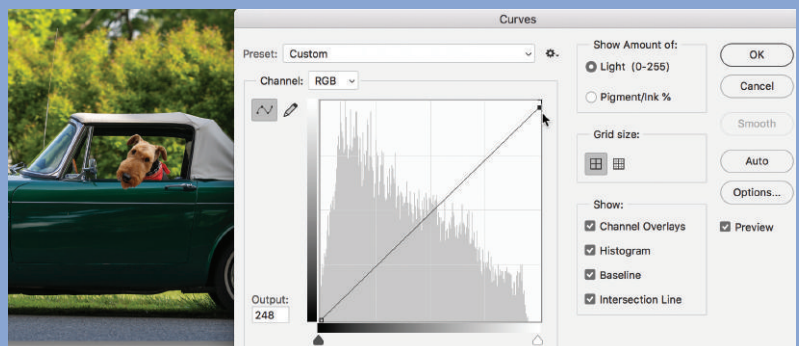 Curves
Preset: Custom
Channel: RGB
Output:
248
Show Amount of:
Light (0-255)
Pigment/Ink %
Grid size:
Show:
Channel Overlays
Histogram
Baseline
Intersection Line
OK
Cancel
Smooth
Auto
Options...
Preview